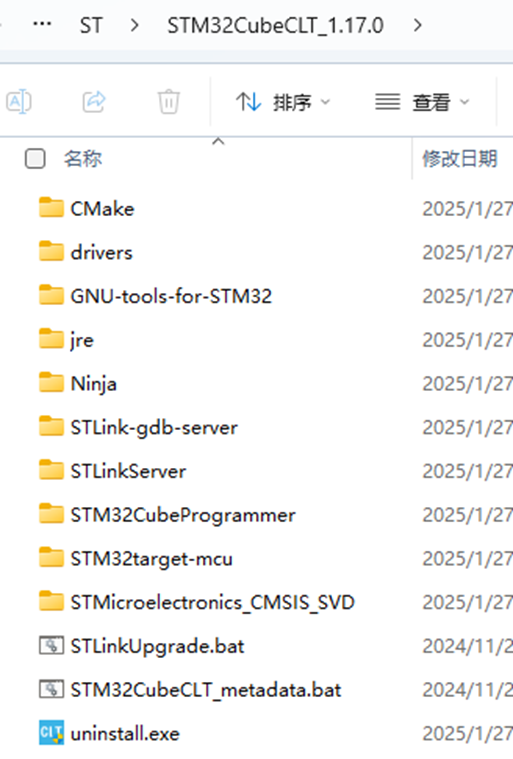 ··· ST > STM32CubeCLT_1.17.0 >
排序 查看
名称 修改日期
CMake 2025/1/27
drivers 2025/1/27
GNU-tools-for-STM32 2025/1/27
jre 2025/1/27
Ninja 2025/1/27
STLink-gdb-server 2025/1/27
STLinkServer 2025/1/27
STM32CubeProgrammer 2025/1/27
STM32target-mcu 2025/1/27
STMicroelectronics_CMSIS_SVD 2025/1/27
STLinkUpgrade.bat 2024/11/2
STM32CubeCLT_metadata.bat 2024/11/2
CLT uninstall.exe 2025/1/27